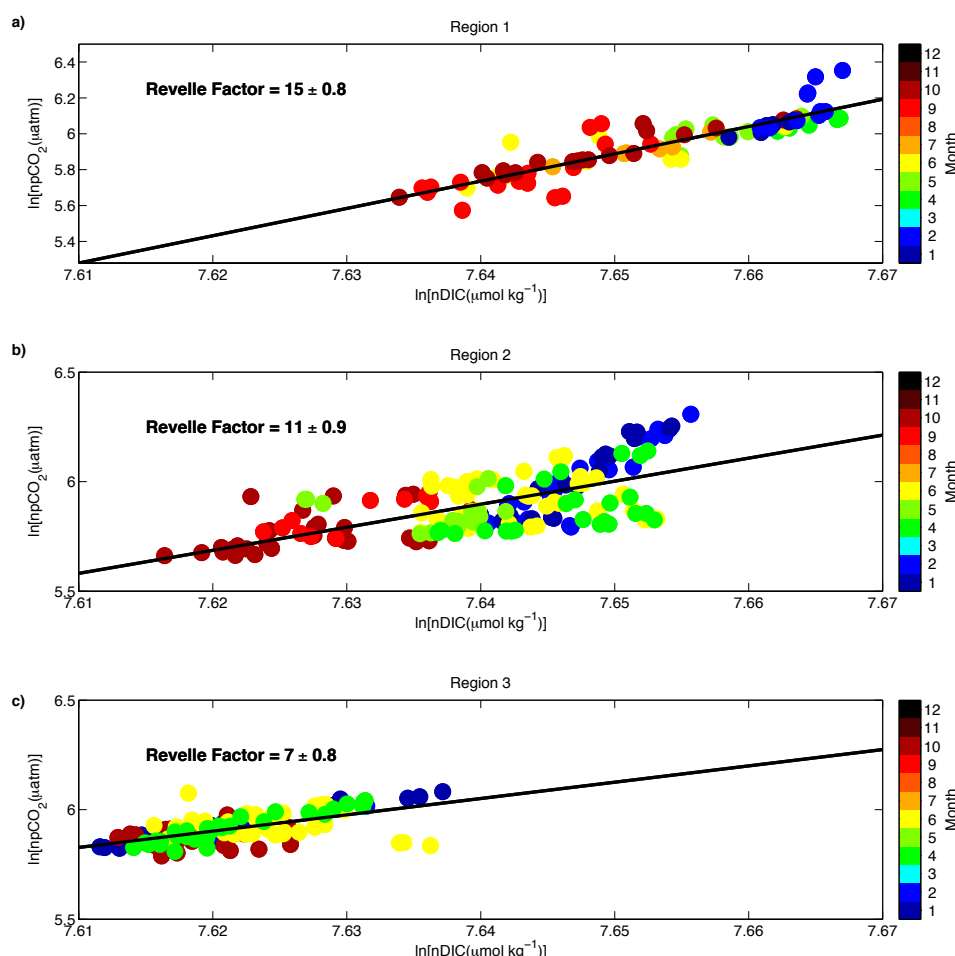 a)
Region 1
Revelle Factor = 15 ± 0.8
ln[npCO2(μatm)]
6.4
6.2
6
5.8
5.6
5.4
7.61 7.62 7.63 7.64 7.65 7.66 7.67
ln[nDIC(μmol kg−1)]
12
11
10
9
8
7
6
5
4
3
2
1
Month
b)
Region 2
Revelle Factor = 11 ± 0.9
ln[npCO2(μatm)]
6.5
6
5.5
7.61 7.62 7.63 7.64 7.65 7.66 7.67
ln[nDIC(μmol kg−1)]
12
11
10
9
8
7
6
5
4
3
2
1
Month
c)
Region 3
Revelle Factor = 7 ± 0.8
ln[npCO2(μatm)]
6.5
6
5.5
7.61 7.62 7.63 7.64 7.65 7.66 7.67
ln[nDIC(μmol kg−1)]
12
11
10
9
8
7
6
5
4
3
2
1
Month